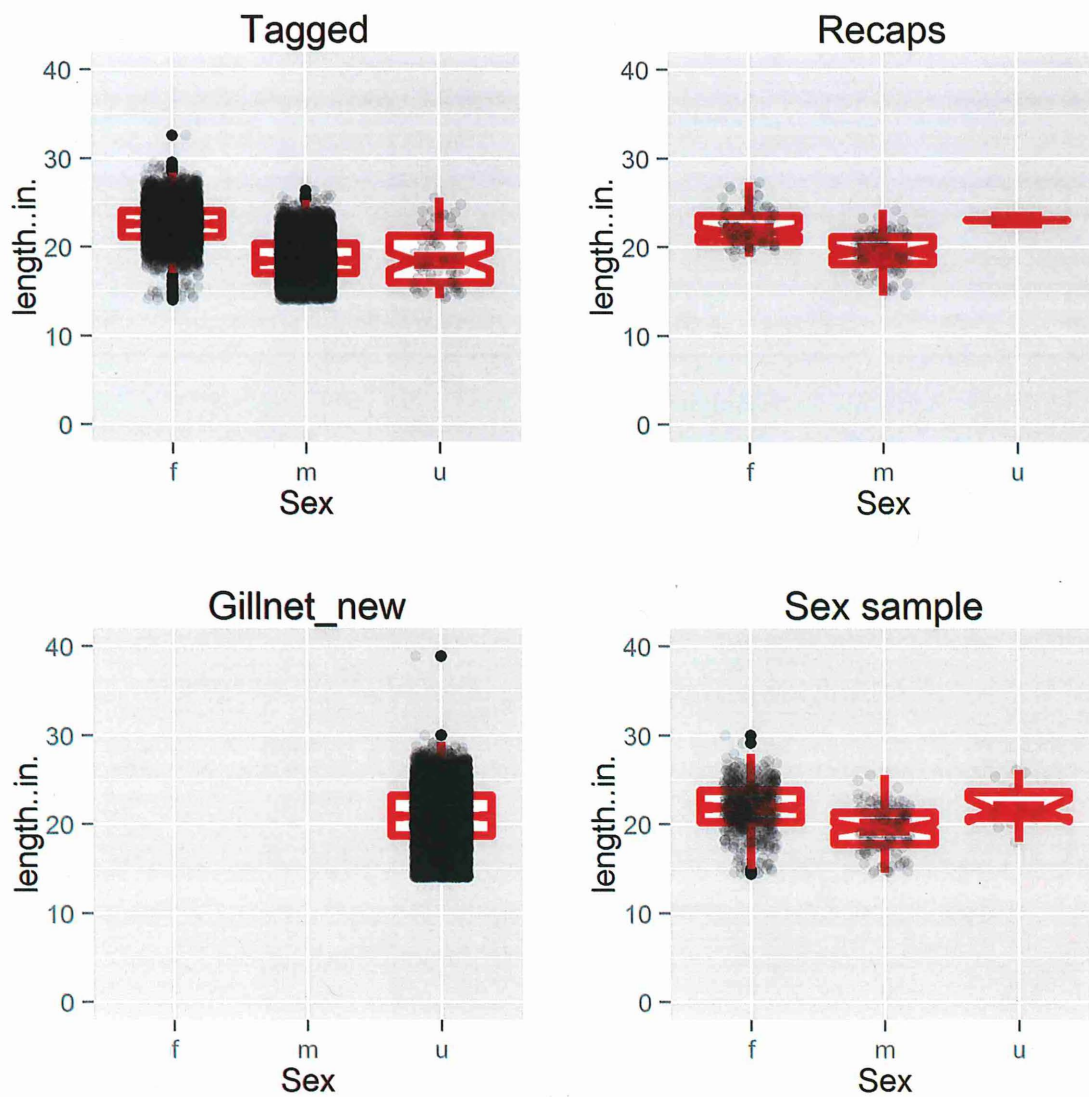 Tagged
length..in.
40
30
20
10
0
f m u
Sex
Recaps
length..in.
40
30
20
10
0
f m u
Sex
Gillnet_new
length..in.
40
30
20
10
0
f m u
Sex
Sex sample
length..in.
40
30
20
10
0
f m u
Sex